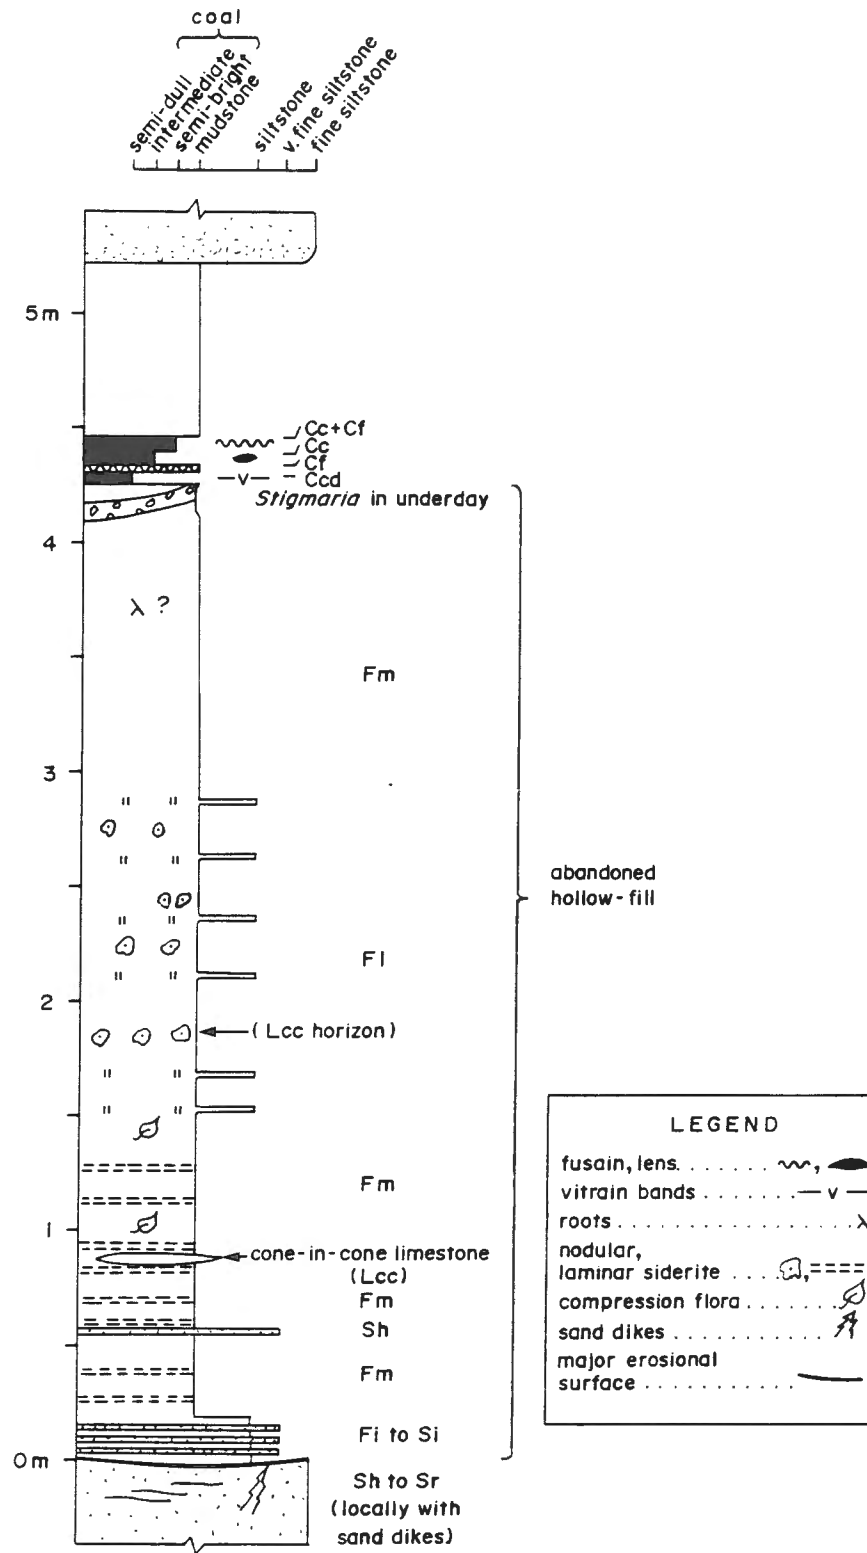 coal
semi-dull
intermediate
semi-bright
mudstone
siltstone
v. fine siltstone
fine siltstone
5m
Cc+Cf
Cc
Cf
v
Ccd
Stigmaria in underday
4
λ ?
Fm
3
abandoned
hollow-fill
Fl
2
(Lcc horizon)
Fm
1
cone-in-cone limestone
(Lcc)
Fm
Sh
Fm
Fi to Si
0m
Sh to Sr
(locally with
sand dikes)
LEGEND
fusain, lens........ ,
vitrain bands ....... — v —
roots .................. λ
nodular,
laminar siderite .... ,
compression flora .......
sand dikes ...........
major erosional
surface ..........